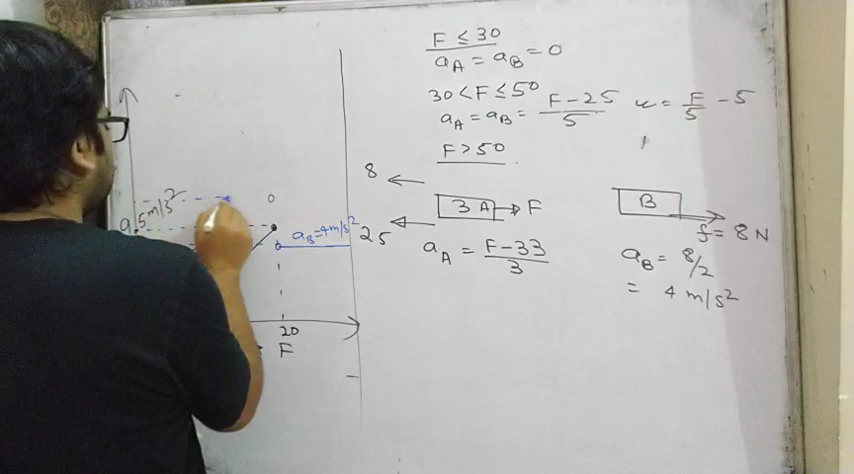 F ≤ 30
a_A = a_B = 0
30 < F ≤ 50
a_A = a_B = (F - 25)/5
= F/5 - 5
F > 50
8
3 A → F
B
25
a_A = (F - 33)/3
f = 8 N
a_B = 8/2
= 4 m/s²
5 m/s²
a
a_B = 4 m/s²
20
F